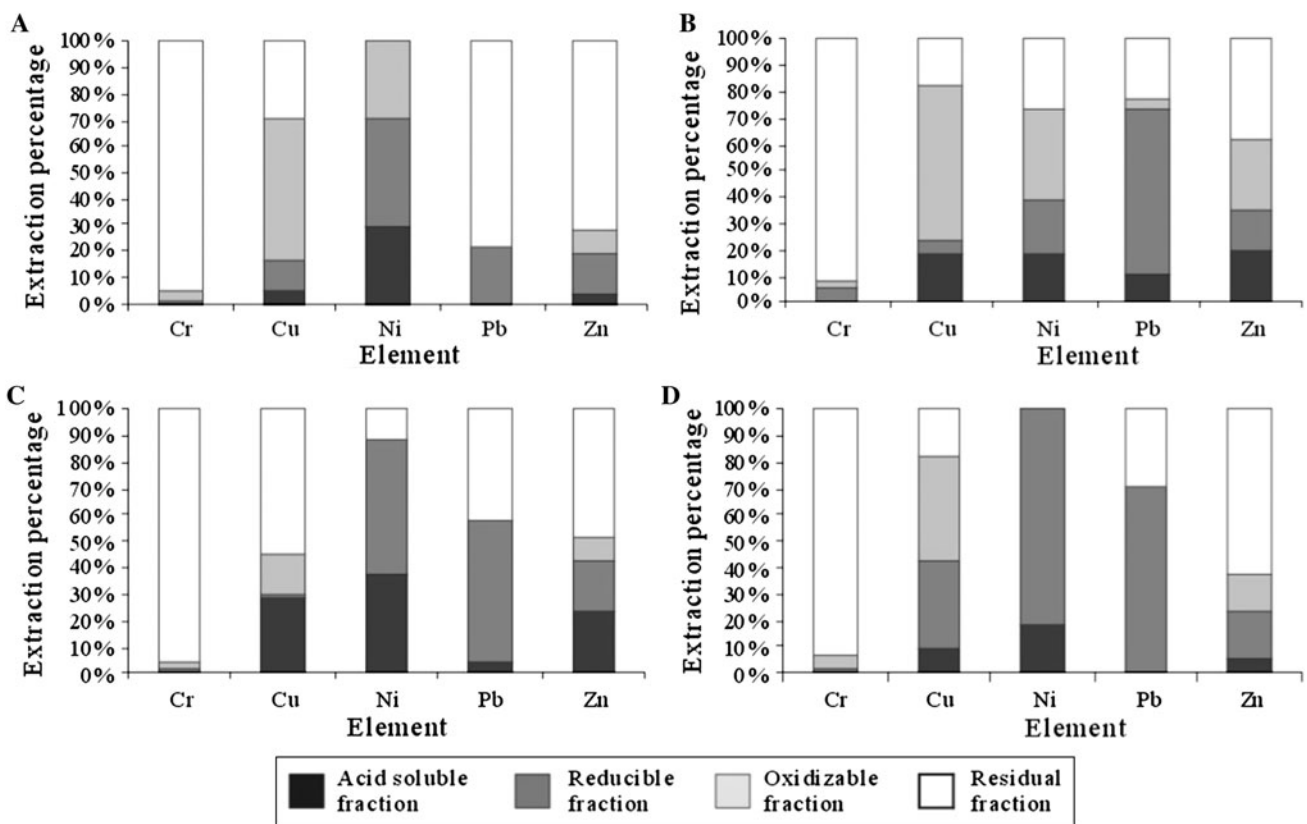 A
Extraction percentage
100%
90%
80%
70%
60%
50%
40%
30%
20%
10%
0%
Cr Cu Ni Pb Zn
Element
B
Extraction percentage
100%
90%
80%
70%
60%
50%
40%
30%
20%
10%
0%
Cr Cu Ni Pb Zn
Element
C
Extraction percentage
100%
90%
80%
70%
60%
50%
40%
30%
20%
10%
0%
Cr Cu Ni Pb Zn
Element
D
Extraction percentage
100%
90%
80%
70%
60%
50%
40%
30%
20%
10%
0%
Cr Cu Ni Pb Zn
Element
Acid soluble
fraction
Reducible
fraction
Oxidizable
fraction
Residual
fraction